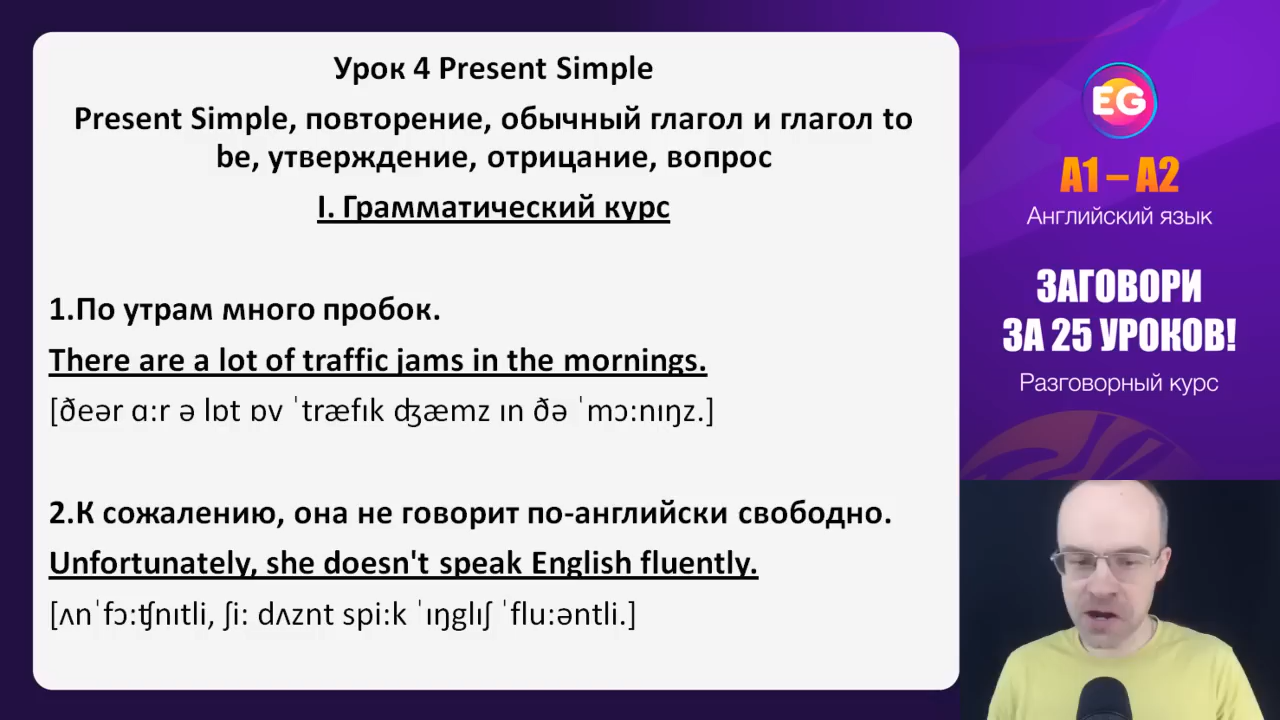 Урок 4 Present Simple
Present Simple, повторение, обычный глагол и глагол to
be, утверждение, отрицание, вопрос
I. Грамматический курс
1.По утрам много пробок.
There are a lot of traffic jams in the mornings.
[ðeər ɑːr ə lɒt ɒv ˈtræfɪk ʤæmz ɪn ðə ˈmɔːnɪŋz.]
2.К сожалению, она не говорит по-английски свободно.
Unfortunately, she doesn't speak English fluently.
[ʌnˈfɔːʧnɪtli, ʃiː dʌznt spiːk ˈɪŋglɪʃ ˈfluːəntli.]
EG
A1 – A2
Английский язык
ЗАГОВОРИ
ЗА 25 УРОКОВ!
Разговорный курс